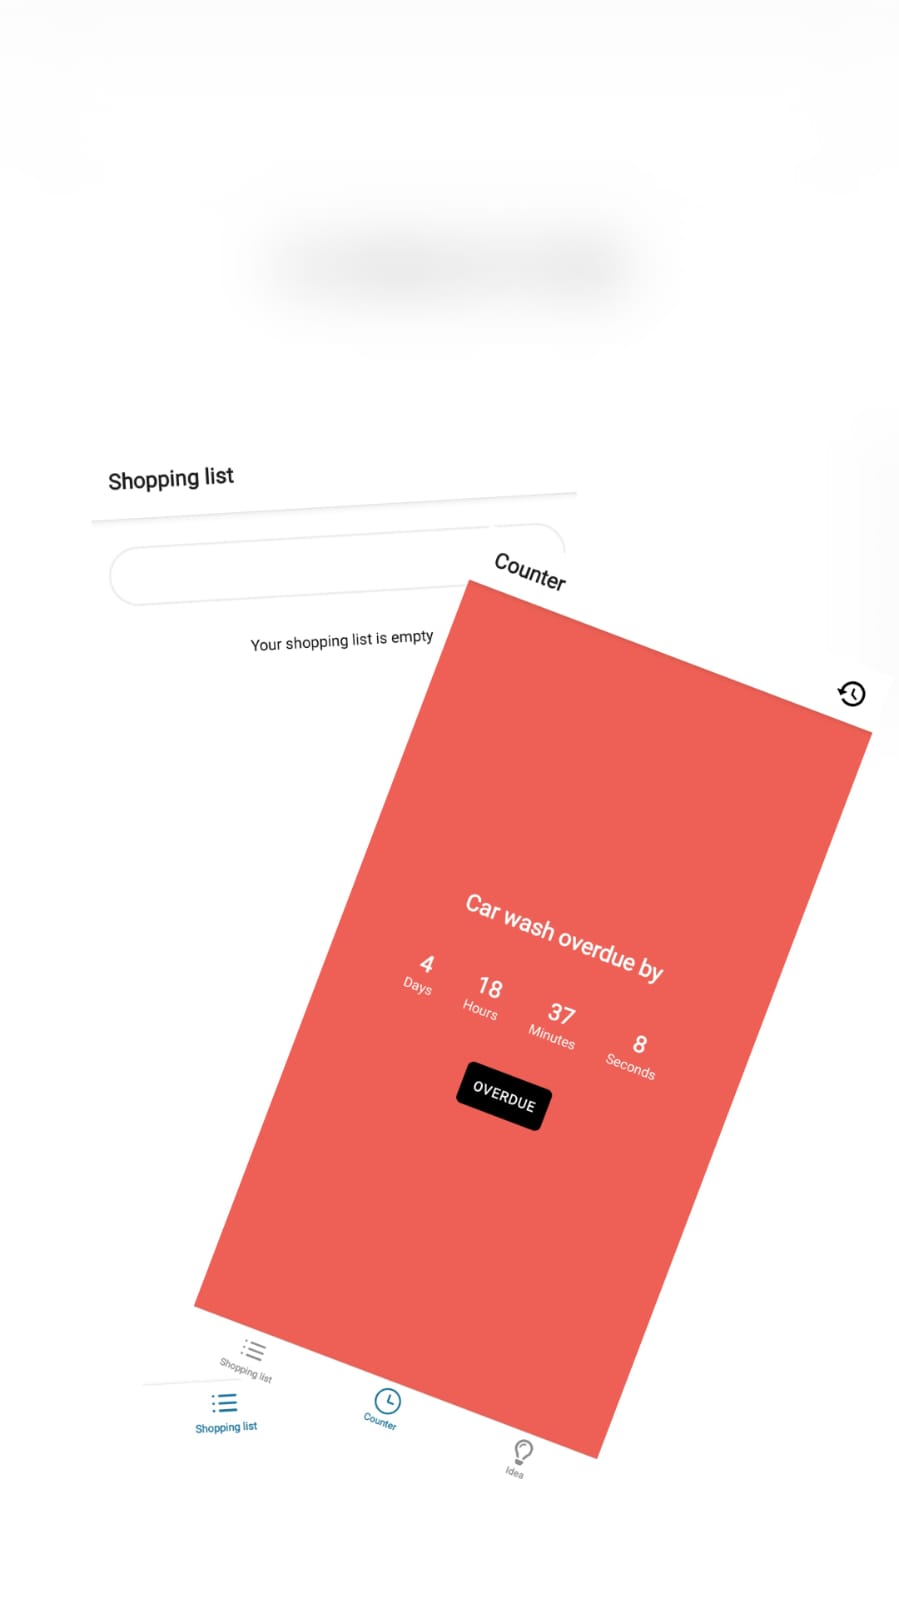 Shopping list
Your shopping list is empty
Counter
Car wash overdue by
4 18 37 8
Days Hours Minutes Seconds
OVERDUE
Shopping list
Counter
Idea
Shopping list